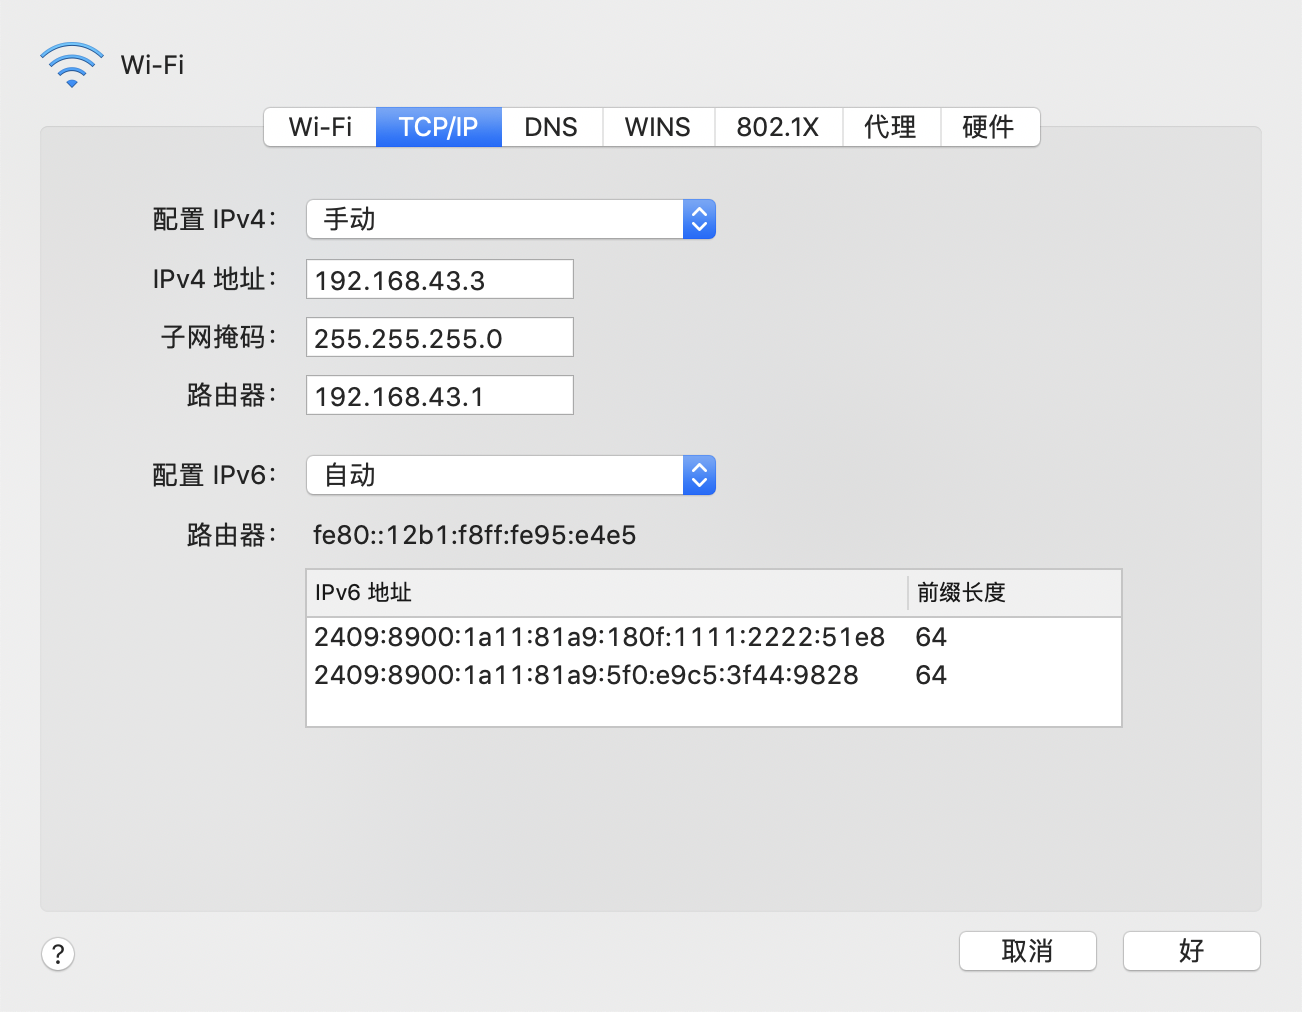 Wi-Fi
Wi-Fi TCP/IP DNS WINS 802.1X 代理 硬件
配置 IPv4： 手动
IPv4 地址： 192.168.43.3
子网掩码： 255.255.255.0
路由器： 192.168.43.1
配置 IPv6： 自动
路由器： fe80::12b1:f8ff:fe95:e4e5
IPv6 地址 前缀长度
2409:8900:1a11:81a9:180f:1111:2222:51e8 64
2409:8900:1a11:81a9:5f0:e9c5:3f44:9828 64
? 取消 好